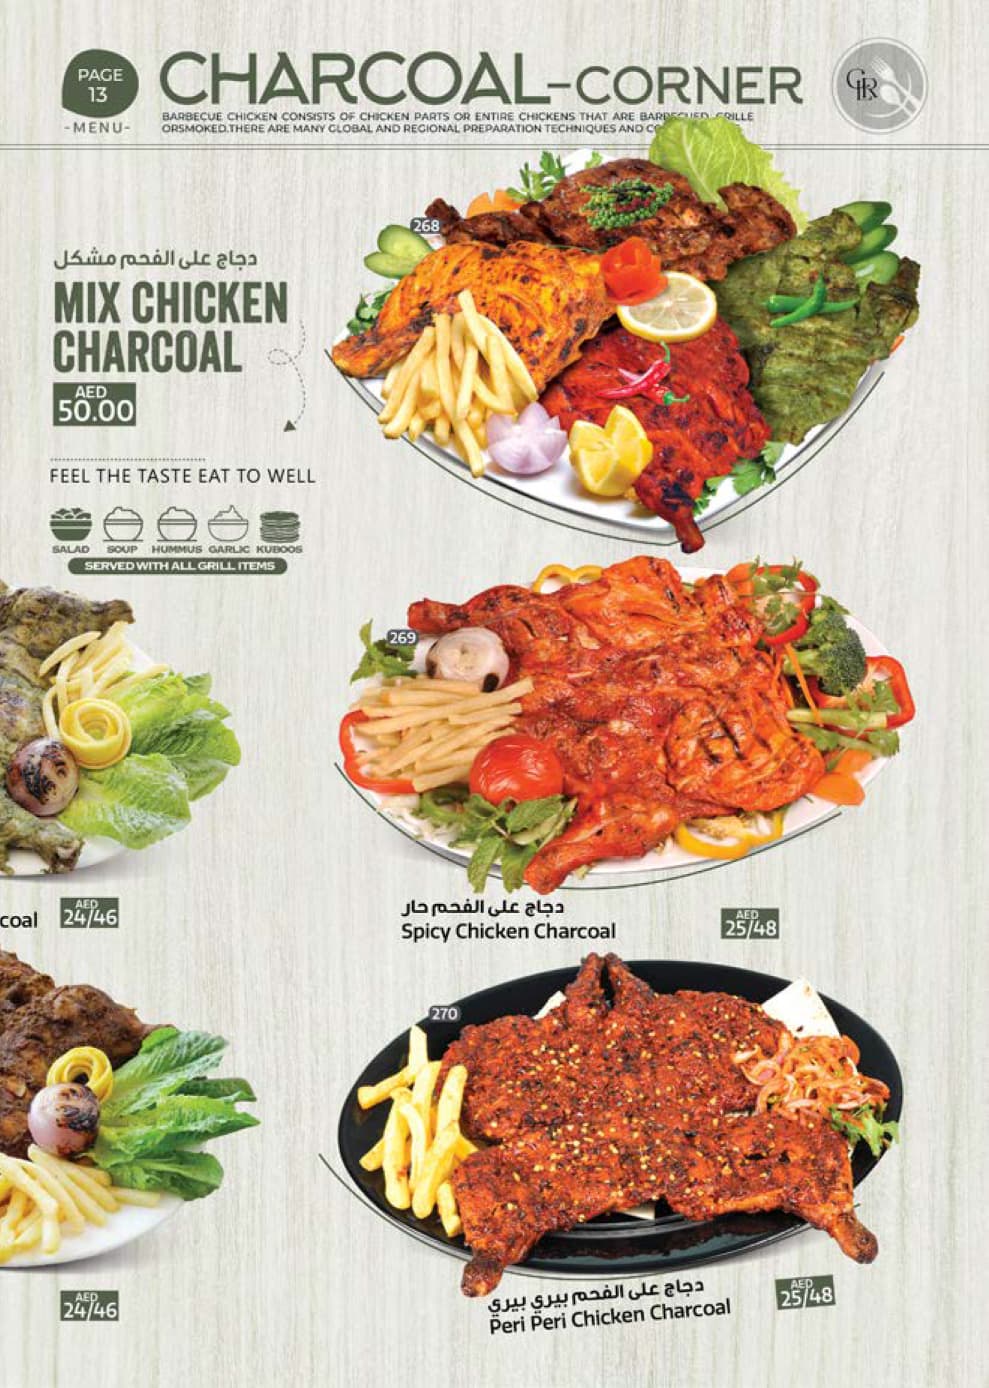 PAGE
13
-MENU-
CHARCOAL-CORNER
BARBECUE CHICKEN CONSISTS OF CHICKEN PARTS OR ENTIRE CHICKENS THAT ARE BARBECUED, GRILLE
ORSMOKED.THERE ARE MANY GLOBAL AND REGIONAL PREPARATION TECHNIQUES AND CO
268
دجاج على الفحم مشكل
MIX CHICKEN
CHARCOAL
AED
50.00
FEEL THE TASTE EAT TO WELL
SALAD SOUP HUMMUS GARLIC KUBOOS
SERVED WITH ALL GRILL ITEMS
269
coal
AED
24/46
دجاج على الفحم حار
Spicy Chicken Charcoal
AED
25/48
270
AED
24/46
دجاج على الفحم بيري بيري
Peri Peri Chicken Charcoal
AED
25/48